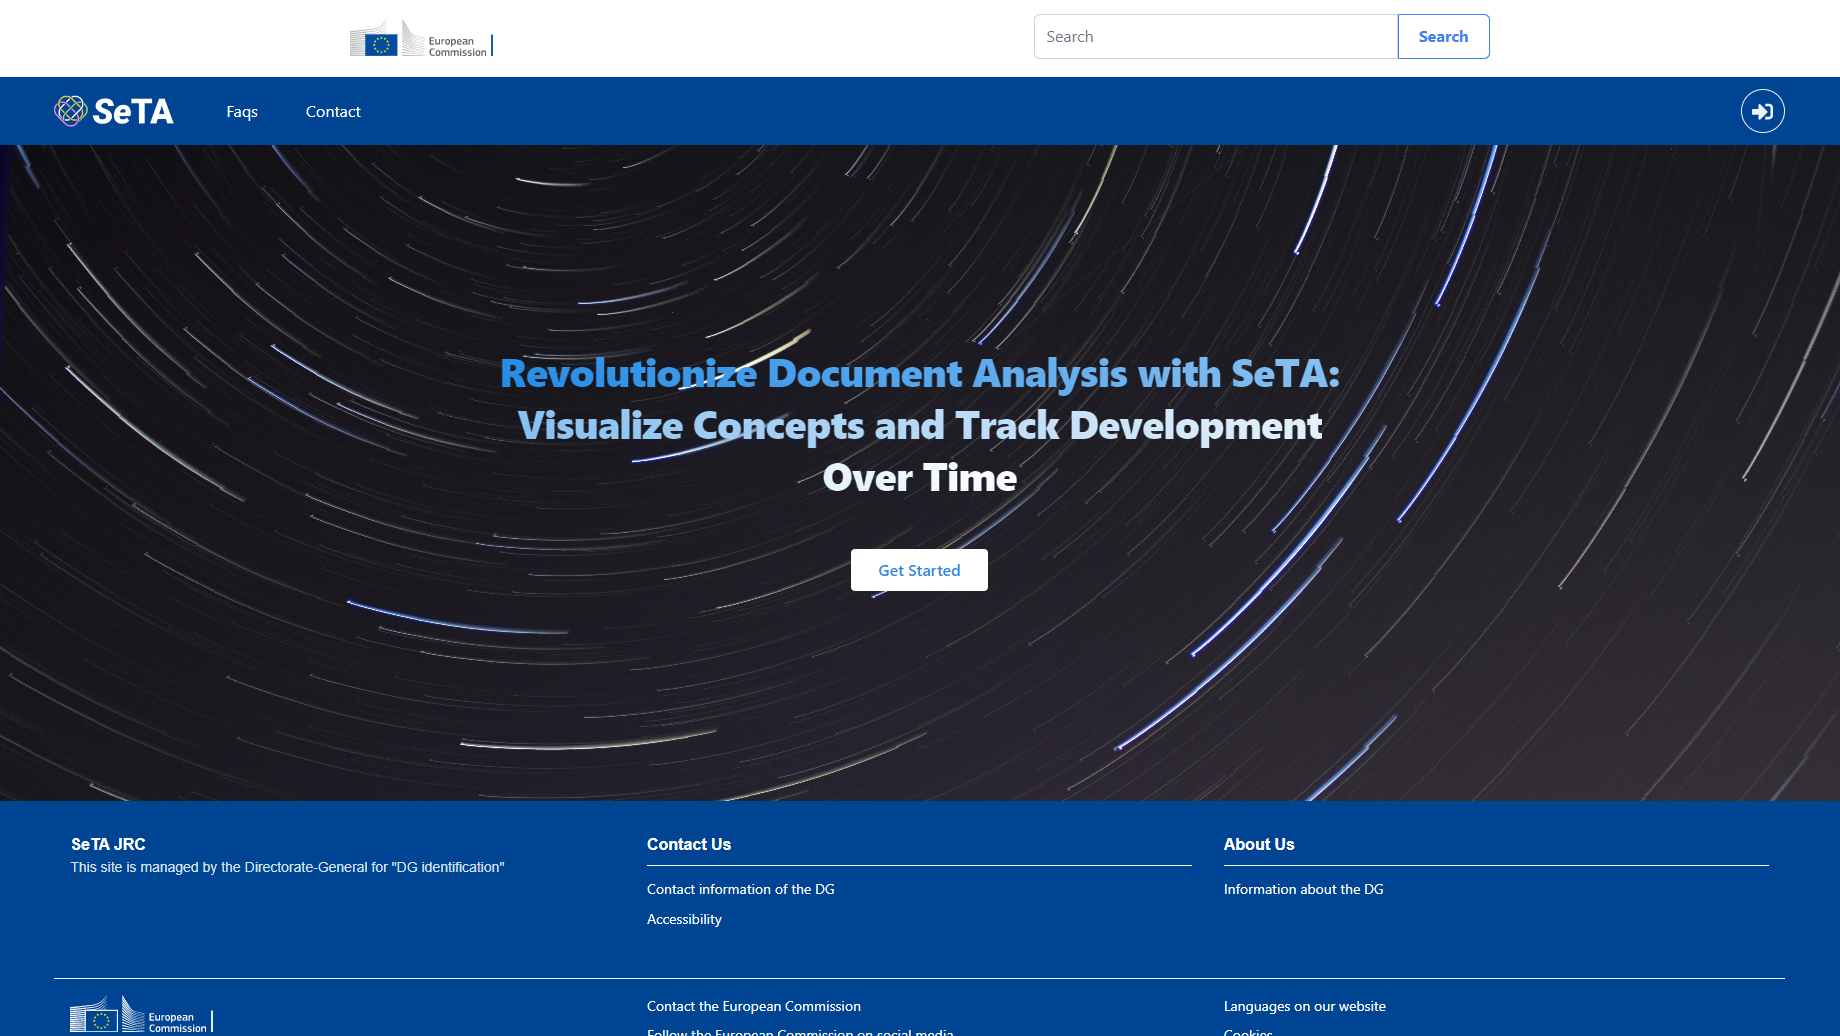 European
Commission
Search
Search
SeTA
Faqs
Contact
Revolutionize Document Analysis with SeTA:
Visualize Concepts and Track Development
Over Time
Get Started
SeTA JRC
This site is managed by the Directorate-General for "DG identification"
Contact Us
Contact information of the DG
Accessibility
About Us
Information about the DG
European
Commission
Contact the European Commission
Follow the European Commission on social media
Languages on our website
Cookies